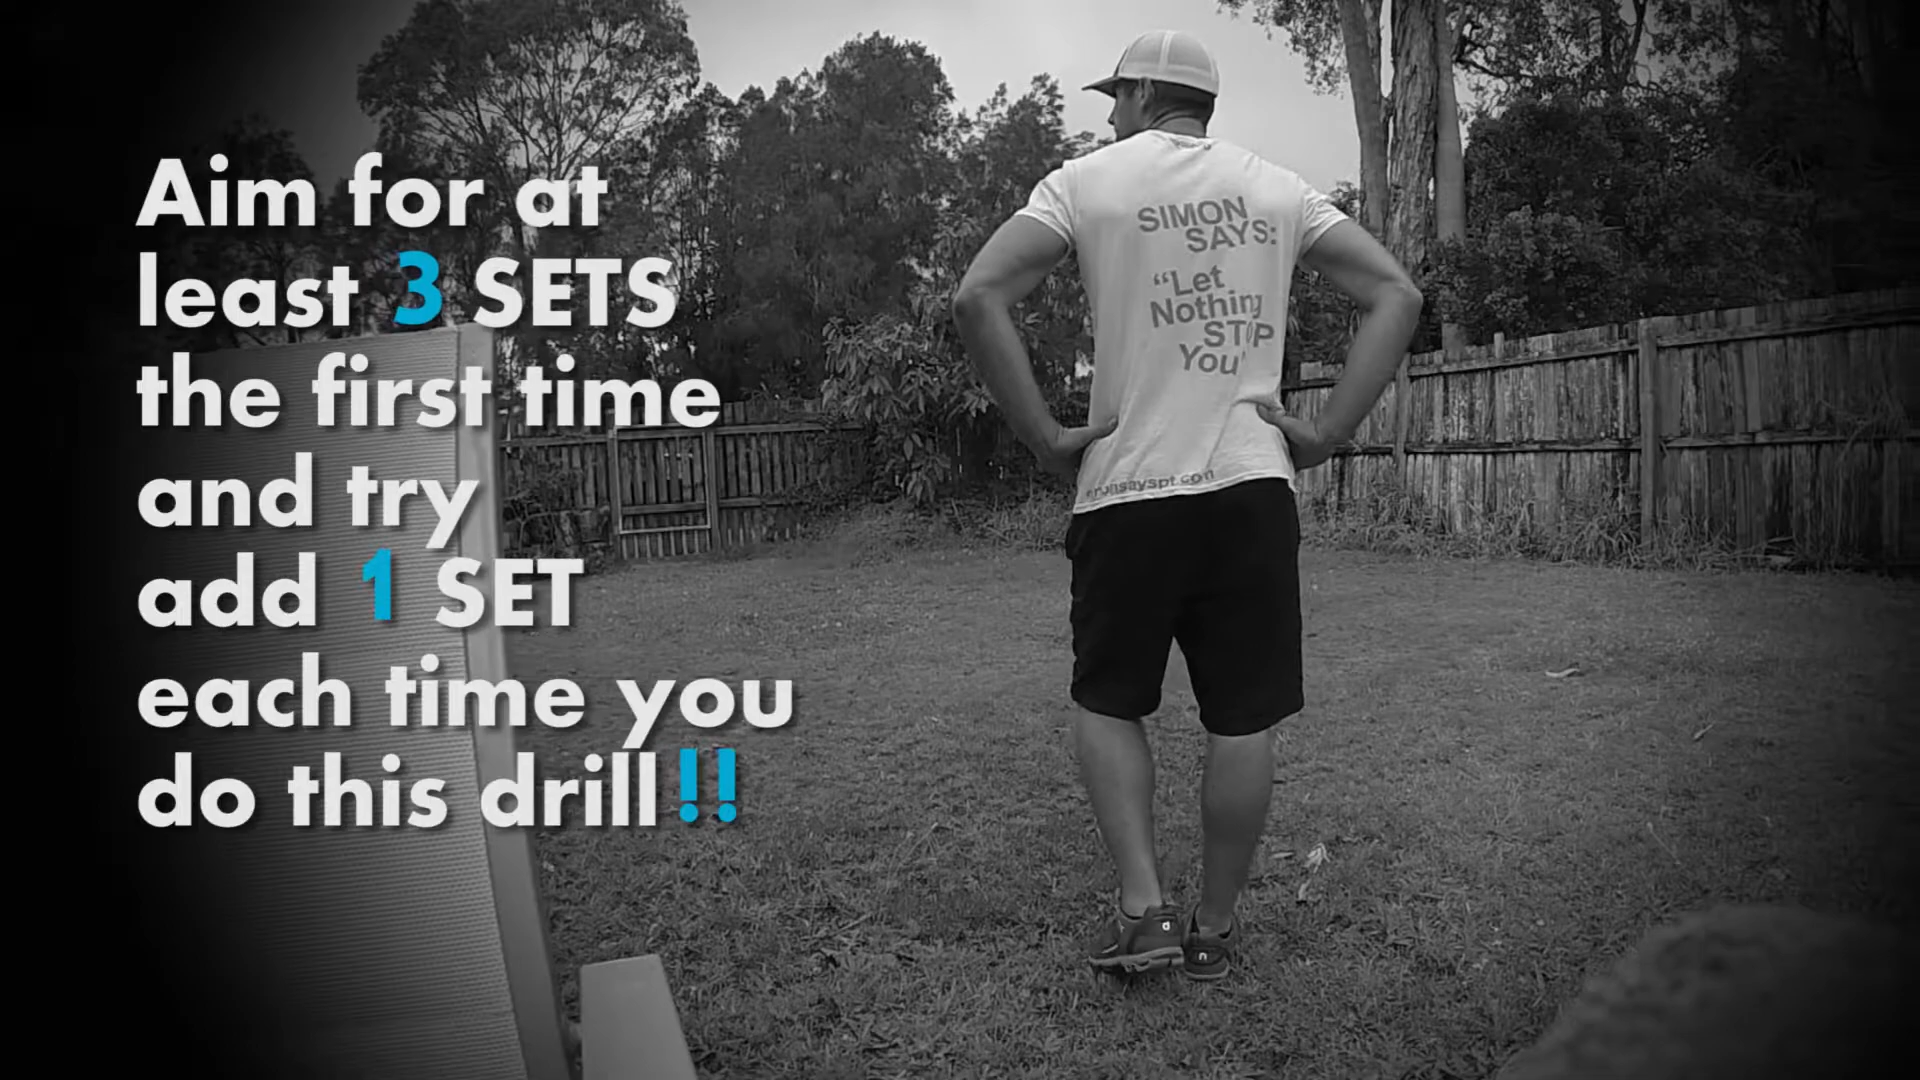 Aim for at
least 3 SETS
the first time
and try
add 1 SET
each time you
do this drill!!
SIMON
SAYS:
"Let
Nothing
STOP
You"